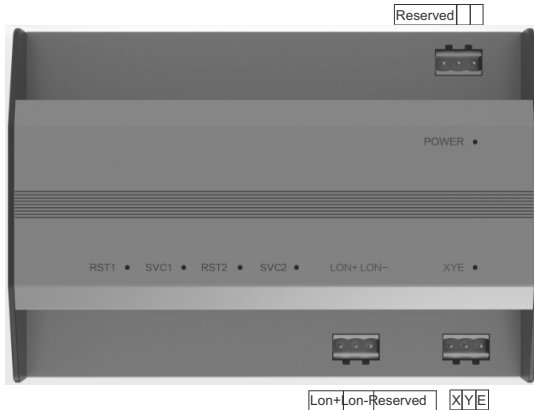 Reserved
POWER
RST1 SVC1 RST2 SVC2 LON+ LON− XYE
Lon+ Lon- Reserved X Y E